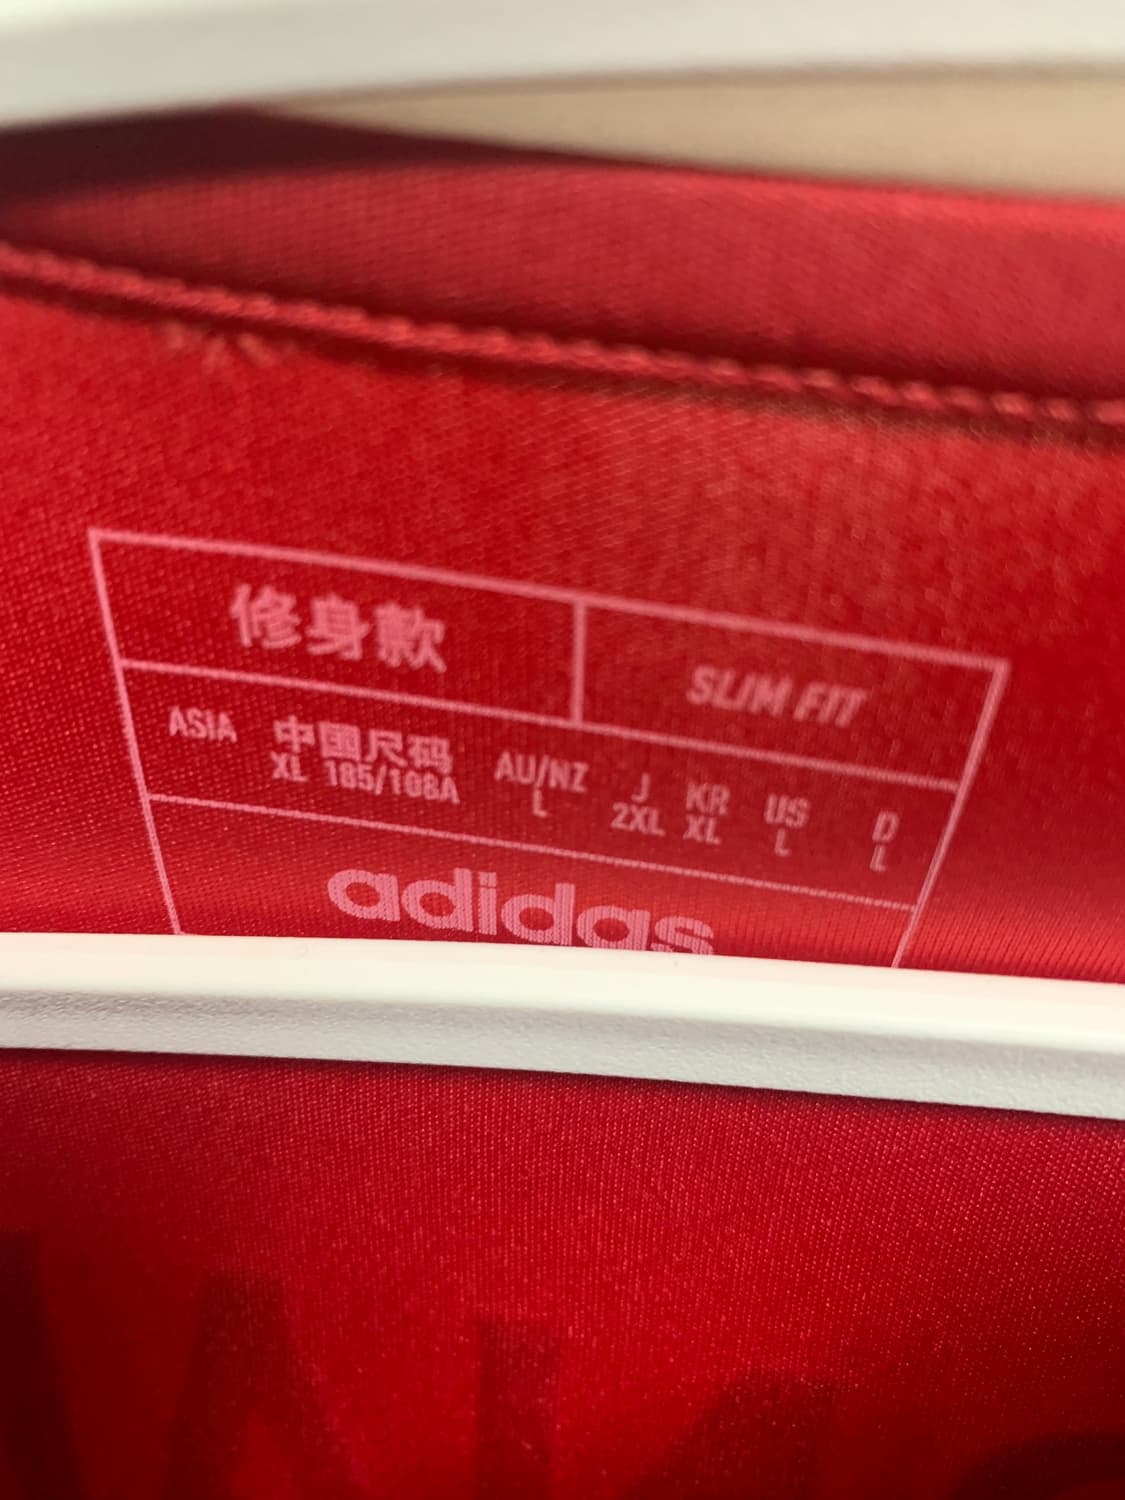 修身款 SLIM FIT
ASIA 中国尺码 AU/NZ J KR US D
XL 185/108A L 2XL XL L L
adidas